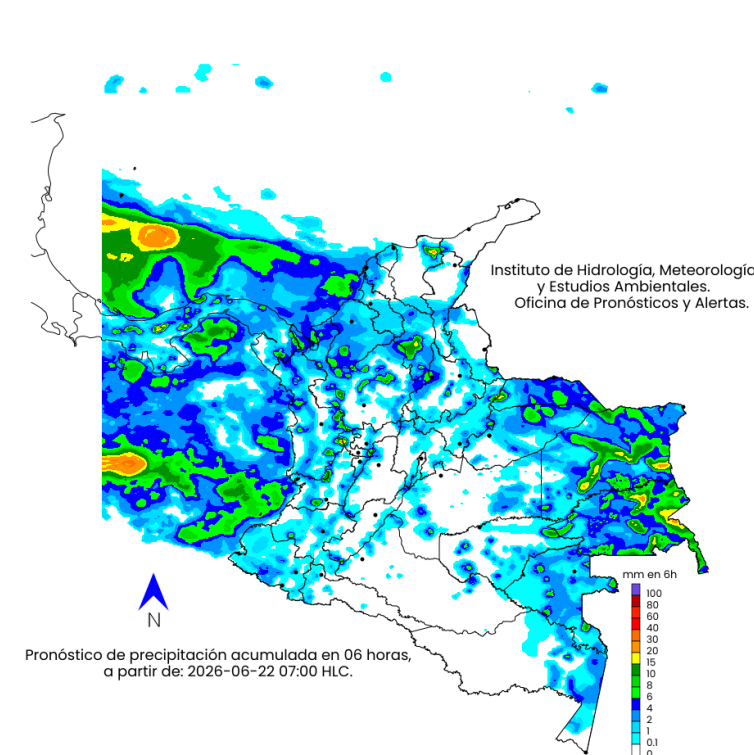 Instituto de Hidrología, Meteorologíc
y Estudios Ambientales.
Oficina de Pronósticos y Alertas.
mm en 6h
100
80
60
40
30
20
15
10
8
6
4
2
1
0.1
0
N
Pronóstico de precipitación acumulada en 06 horas,
a partir de: 2026-06-22 07:00 HLC.